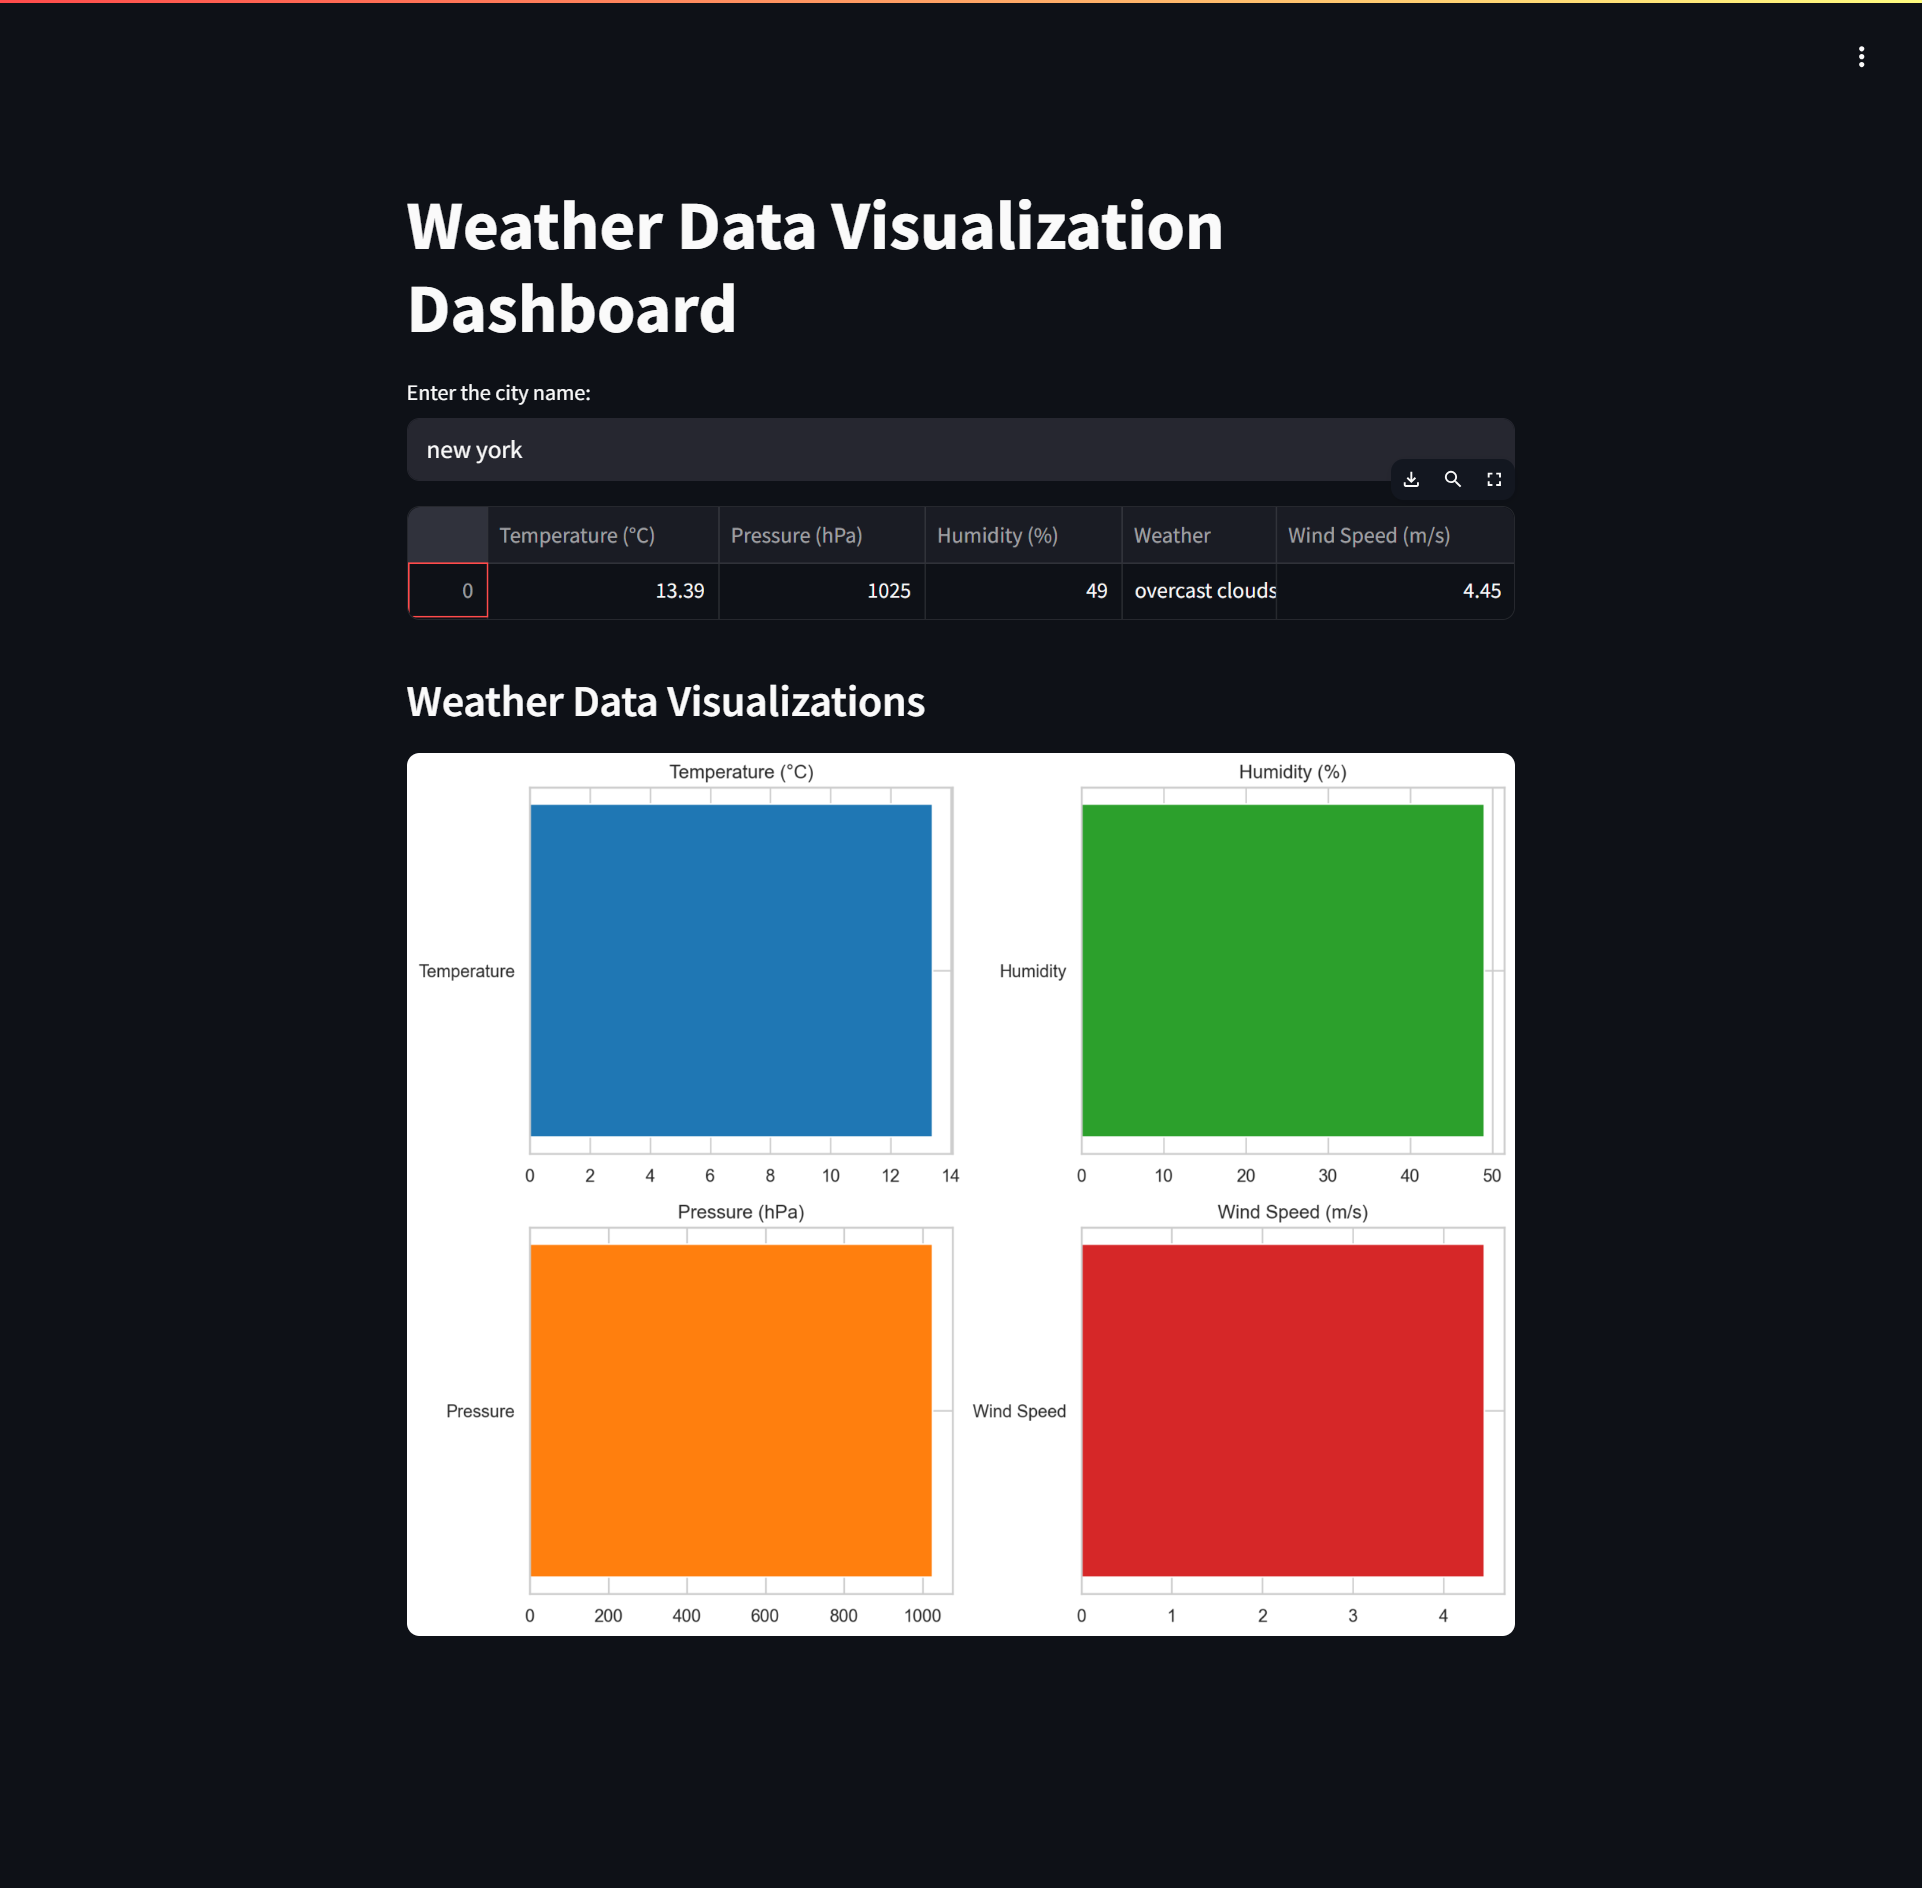 Weather Data Visualization
Dashboard
Enter the city name:
new york
Temperature (°C) Pressure (hPa) Humidity (%) Weather Wind Speed (m/s)
0 13.39 1025 49 overcast clouds 4.45
Weather Data Visualizations
Temperature (°C)
Temperature
0 2 4 6 8 10 12 14
Humidity (%)
Humidity
0 10 20 30 40 50
Pressure (hPa)
Pressure
0 200 400 600 800 1000
Wind Speed (m/s)
Wind Speed
0 1 2 3 4